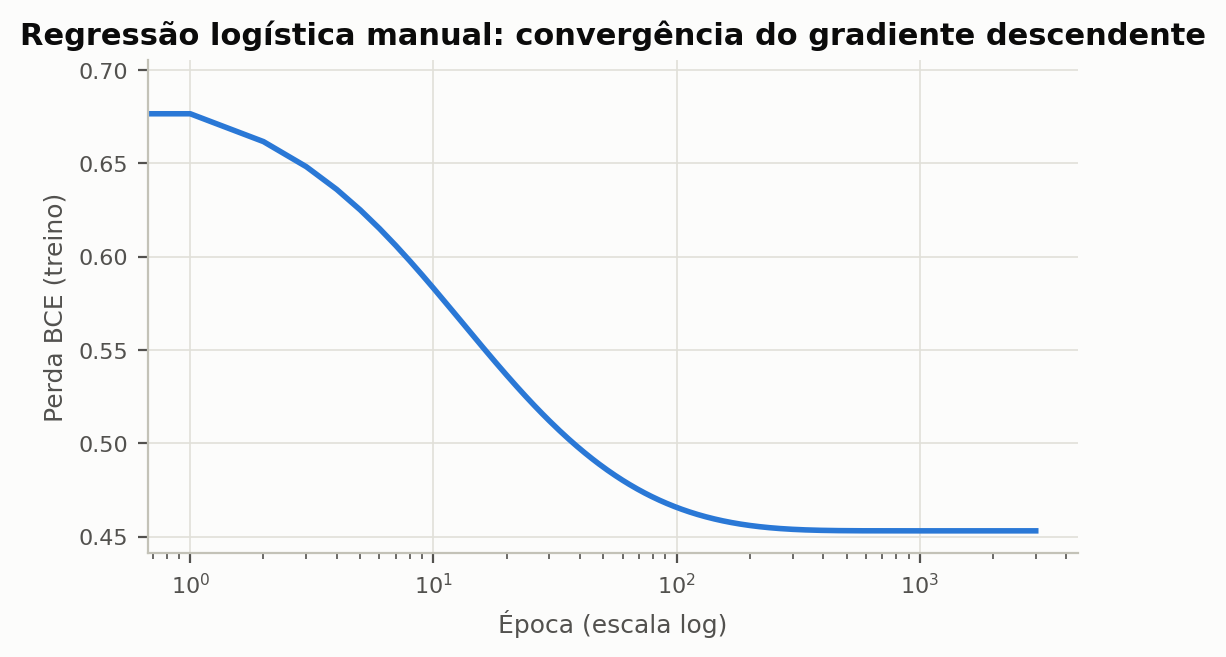 Regressão logística manual: convergência do gradiente descendente
Perda BCE (treino)
0.70
0.65
0.60
0.55
0.50
0.45
10⁰ 10¹ 10² 10³
Época (escala log)